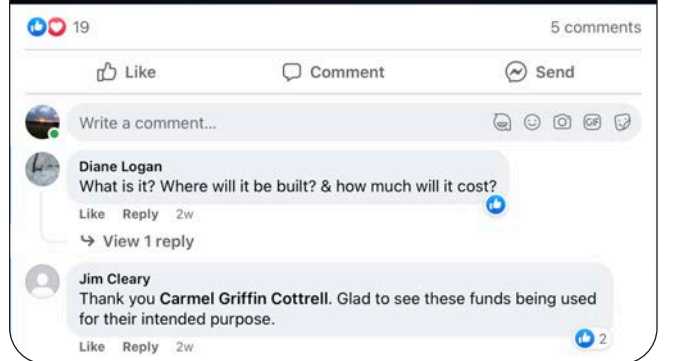 19 5 comments
Like Comment Send
Write a comment... GIF
Diane Logan
What is it? Where will it be built? & how much will it cost?
Like Reply 2w
View 1 reply
Jim Cleary
Thank you Carmel Griffin Cottrell. Glad to see these funds being used
for their intended purpose.
2
Like Reply 2w